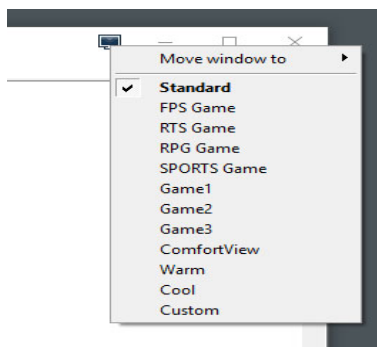 Move window to
Standard
FPS Game
RTS Game
RPG Game
SPORTS Game
Game1
Game2
Game3
ComfortView
Warm
Cool
Custom